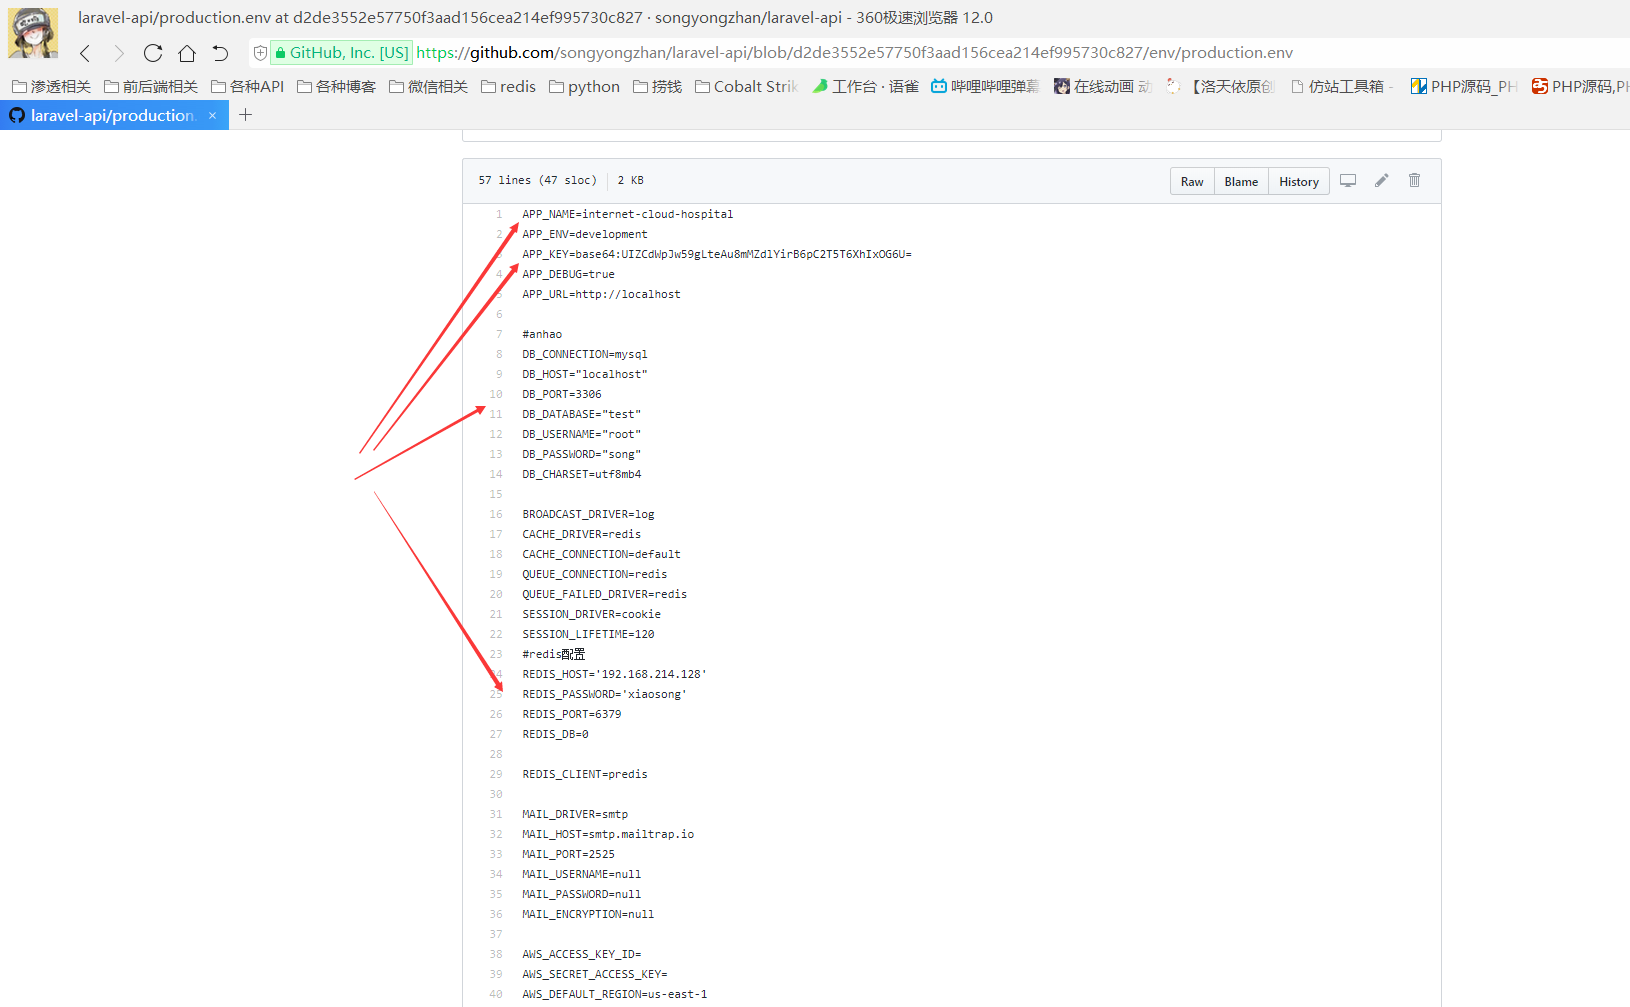 laravel-api/production.env at d2de3552e57750f3aad156cea214ef995730c827 · songyongzhan/laravel-api - 360极速浏览器 12.0
GitHub, Inc. [US] https://github.com/songyongzhan/laravel-api/blob/d2de3552e57750f3aad156cea214ef995730c827/env/production.env
渗透相关 前后端相关 各种API 各种博客 微信相关 redis python 捞钱 Cobalt Strik 工作台 · 语雀 哔哩哔哩弹幕 在线动画 动 【洛天依原创 仿站工具箱 - PHP源码_PH PHP源码,PH
laravel-api/production. × +
57 lines (47 sloc) 2 KB Raw Blame History
1 APP_NAME=internet-cloud-hospital
2 APP_ENV=development
3 APP_KEY=base64:UIZCdWpJw59gLteAu8mMZdlYirB6pC2T5T6XhIxOG6U=
4 APP_DEBUG=true
5 APP_URL=http://localhost
6
7 #anhao
8 DB_CONNECTION=mysql
9 DB_HOST="localhost"
10 DB_PORT=3306
11 DB_DATABASE="test"
12 DB_USERNAME="root"
13 DB_PASSWORD="song"
14 DB_CHARSET=utf8mb4
15
16 BROADCAST_DRIVER=log
17 CACHE_DRIVER=redis
18 CACHE_CONNECTION=default
19 QUEUE_CONNECTION=redis
20 QUEUE_FAILED_DRIVER=redis
21 SESSION_DRIVER=cookie
22 SESSION_LIFETIME=120
23 #redis配置
24 REDIS_HOST='192.168.214.128'
25 REDIS_PASSWORD='xiaosong'
26 REDIS_PORT=6379
27 REDIS_DB=0
28
29 REDIS_CLIENT=predis
30
31 MAIL_DRIVER=smtp
32 MAIL_HOST=smtp.mailtrap.io
33 MAIL_PORT=2525
34 MAIL_USERNAME=null
35 MAIL_PASSWORD=null
36 MAIL_ENCRYPTION=null
37
38 AWS_ACCESS_KEY_ID=
39 AWS_SECRET_ACCESS_KEY=
40 AWS_DEFAULT_REGION=us-east-1